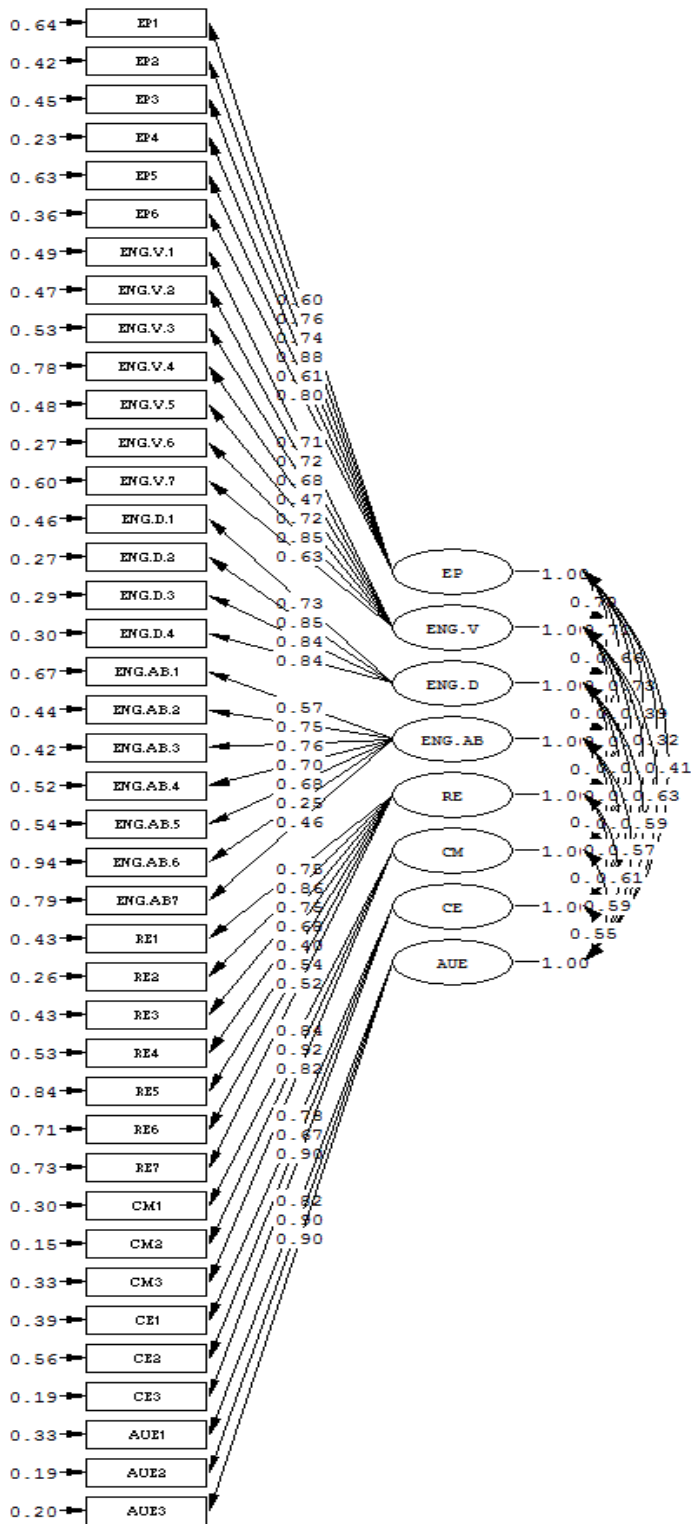 0.64 EP1
0.42 EP2
0.45 EP3
0.23 EP4
0.63 EP5
0.36 EP6
0.49 ENG.V.1
0.47 ENG.V.2
0.53 ENG.V.3
0.78 ENG.V.4
0.48 ENG.V.5
0.27 ENG.V.6
0.60 ENG.V.7
0.46 ENG.D.1
0.27 ENG.D.2
0.29 ENG.D.3
0.30 ENG.D.4
0.67 ENG.AB.1
0.44 ENG.AB.2
0.42 ENG.AB.3
0.52 ENG.AB.4
0.54 ENG.AB.5
0.94 ENG.AB.6
0.79 ENG.AB7
0.43 RE1
0.26 RE2
0.43 RE3
0.53 RE4
0.84 RE5
0.71 RE6
0.73 RE7
0.30 CM1
0.15 CM2
0.33 CM3
0.39 CE1
0.56 CE2
0.19 CE3
0.33 AUE1
0.19 AUE2
0.20 AUE3
0.60
0.76
0.74
0.88
0.61
0.80
0.71
0.72
0.68
0.47
0.72
0.85
0.63
0.73
0.85
0.84
0.84
0.57
0.75
0.76
0.70
0.68
0.25
0.46
0.86
0.75
0.54
0.52
0.84
0.92
0.82
0.78
0.67
0.90
0.82
0.90
0.90
EP 1.00
ENG.V 1.00
ENG.D 1.00
ENG.AB 1.00
RE 1.00
CM 1.00
CE 1.00
AUE 1.00
0.32
0.41
0.63
0.59
0.57
0.61
0.59
0.55